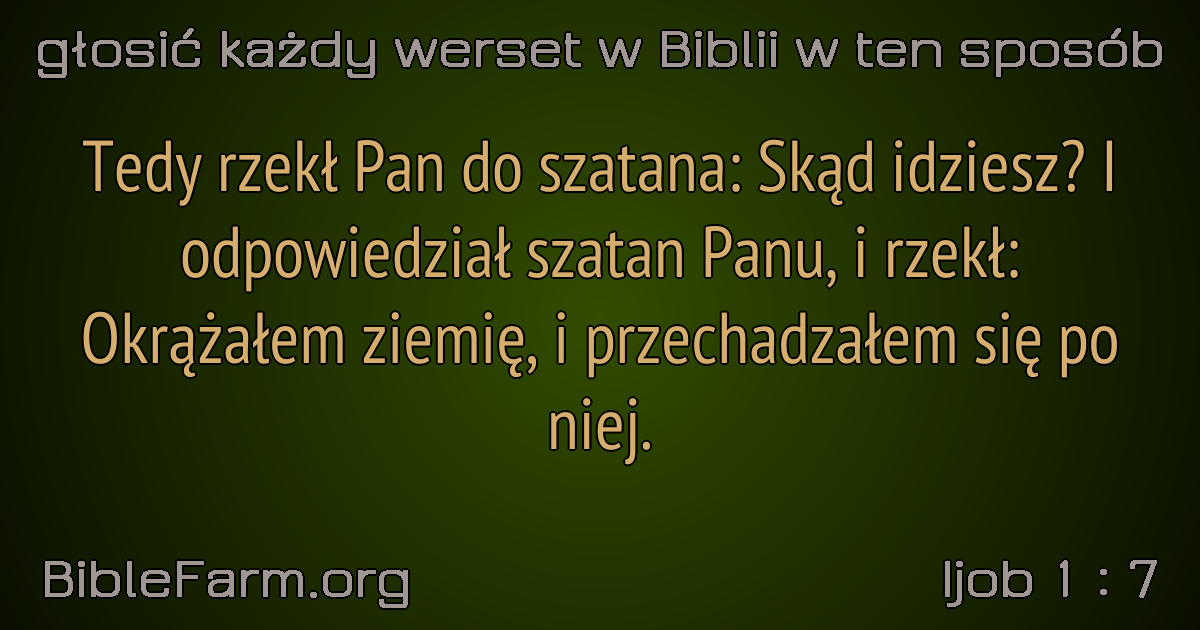 głosić każdy werset w Biblii w ten sposób
Tedy rzekł Pan do szatana: Skąd idziesz? I
odpowiedział szatan Panu, i rzekł:
Okrążałem ziemię, i przechadzałem się po
niej.
BibleFarm.org
Ijob 1 : 7